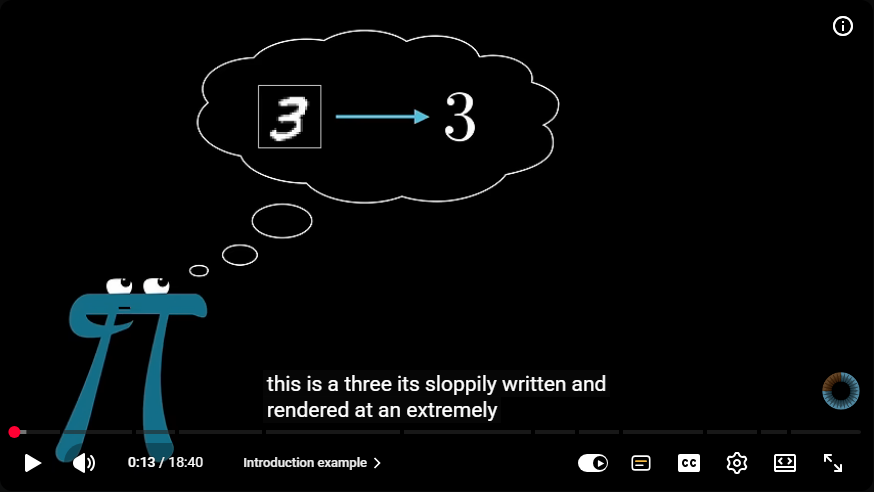 3 3
this is a three its sloppily written and
rendered at an extremely
0:13 / 18:40 Introduction example > CC